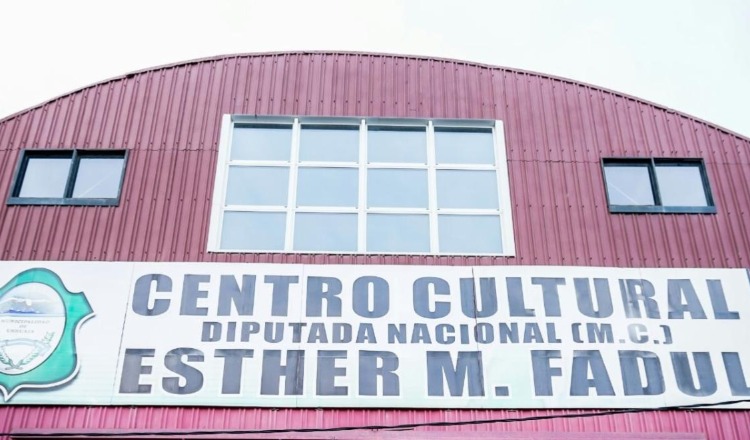 CENTRO CULTURAL
DIPUTADA NACIONAL (M.C.)
ESTHER M. FADUL